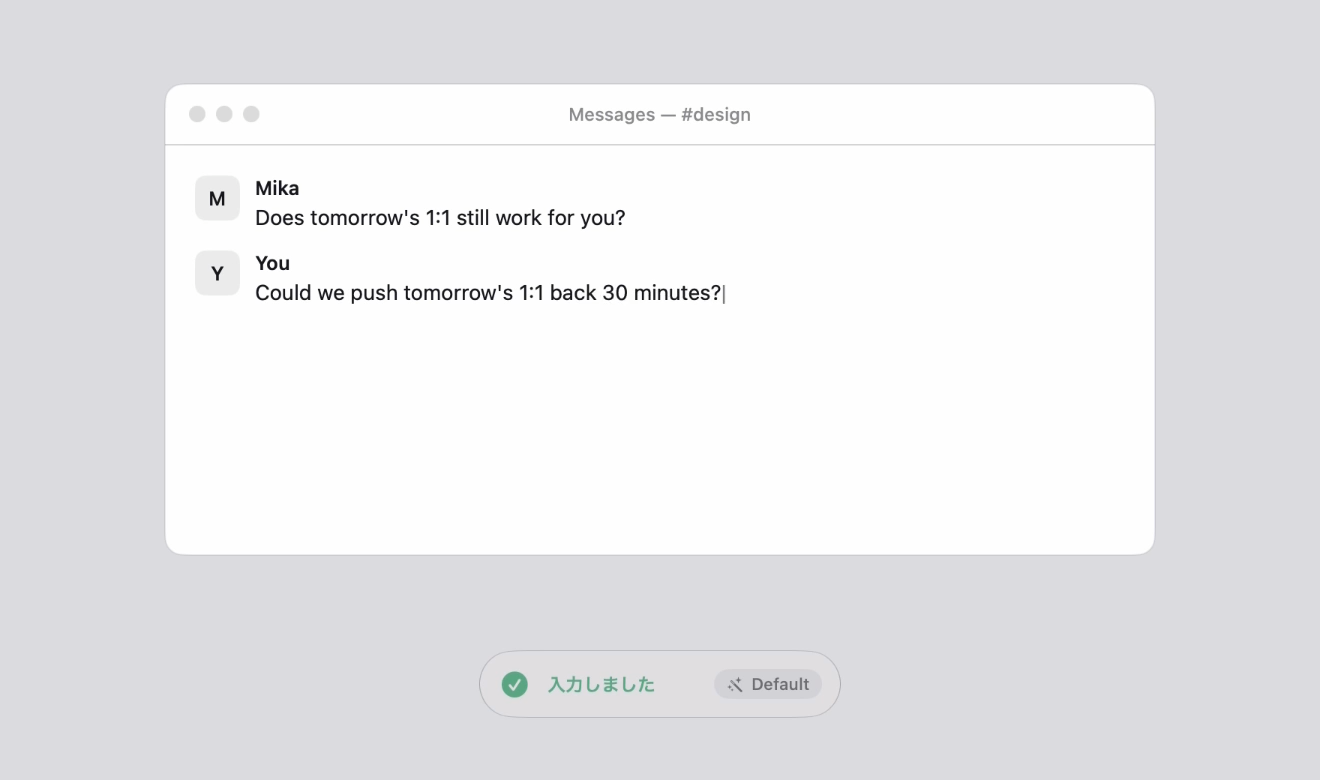 Messages — #design
M
Mika
Does tomorrow's 1:1 still work for you?
Y
You
Could we push tomorrow's 1:1 back 30 minutes?
入力しました
Default